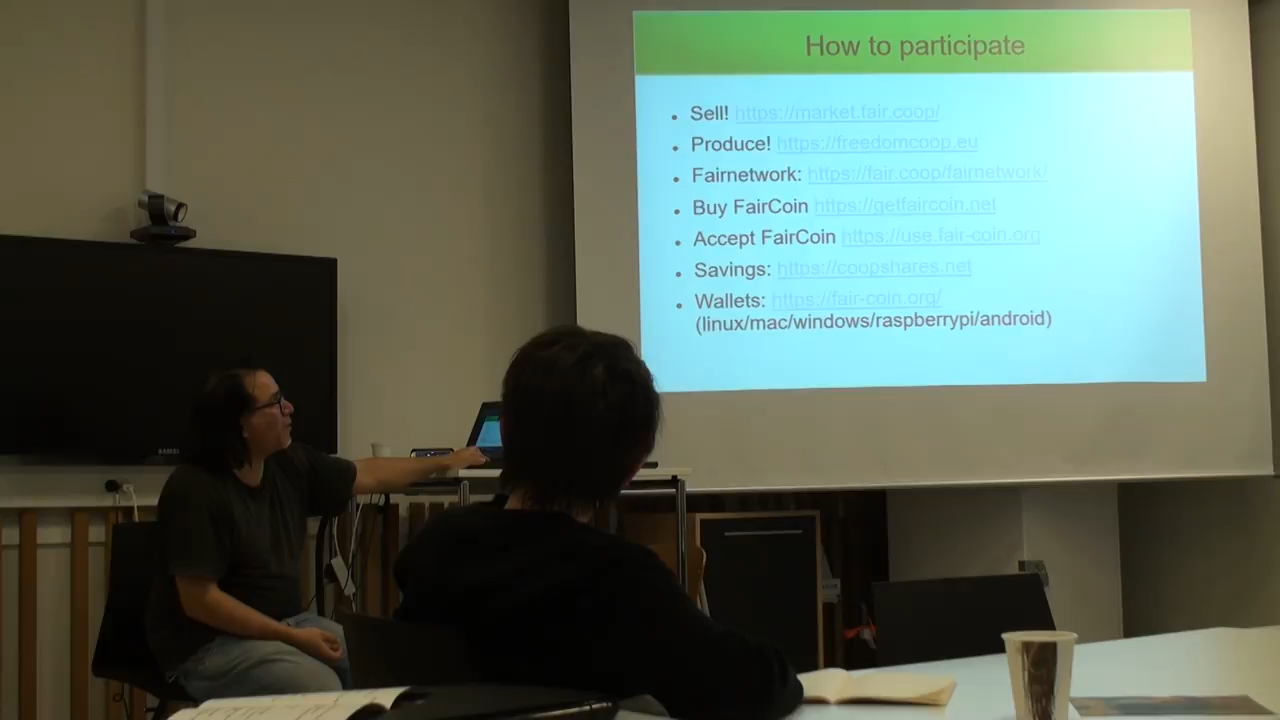 How to participate
Sell! https://market.fair.coop/
Produce! https://freedomcoop.eu
Fairnetwork: https://fair.coop/fairnetwork/
Buy FairCoin https://getfaircoin.net
Accept FairCoin https://use.fair-coin.org
Savings: https://coopshares.net
Wallets: https://fair-coin.org/
(linux/mac/windows/raspberrypi/android)